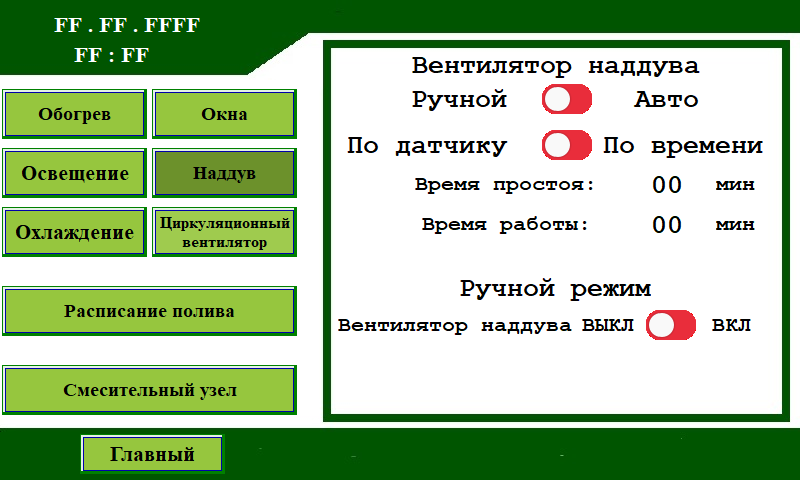 FF . FF . FFFF
FF : FF
Обогрев
Окна
Освещение
Наддув
Охлаждение
Циркуляционный
вентилятор
Расписание полива
Смесительный узел
Вентилятор наддува
Ручной Авто
По датчику По времени
Время простоя: 00 мин
Время работы: 00 мин
Ручной режим
Вентилятор наддува ВЫКЛ ВКЛ
Главный